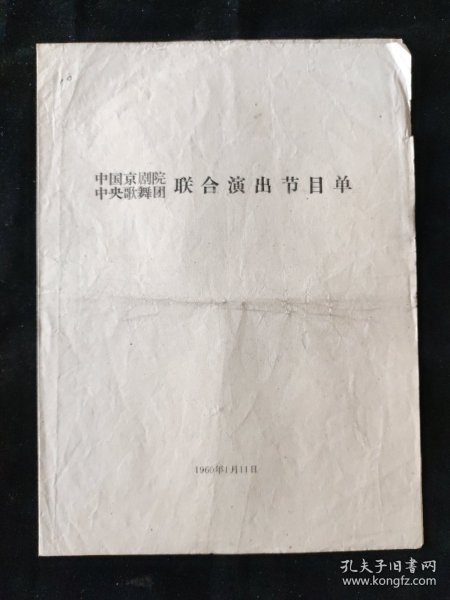 中国京剧院
中央歌舞团
联合演出节目单
1960年1月11日
孔夫子旧书网
www.kongfz.com